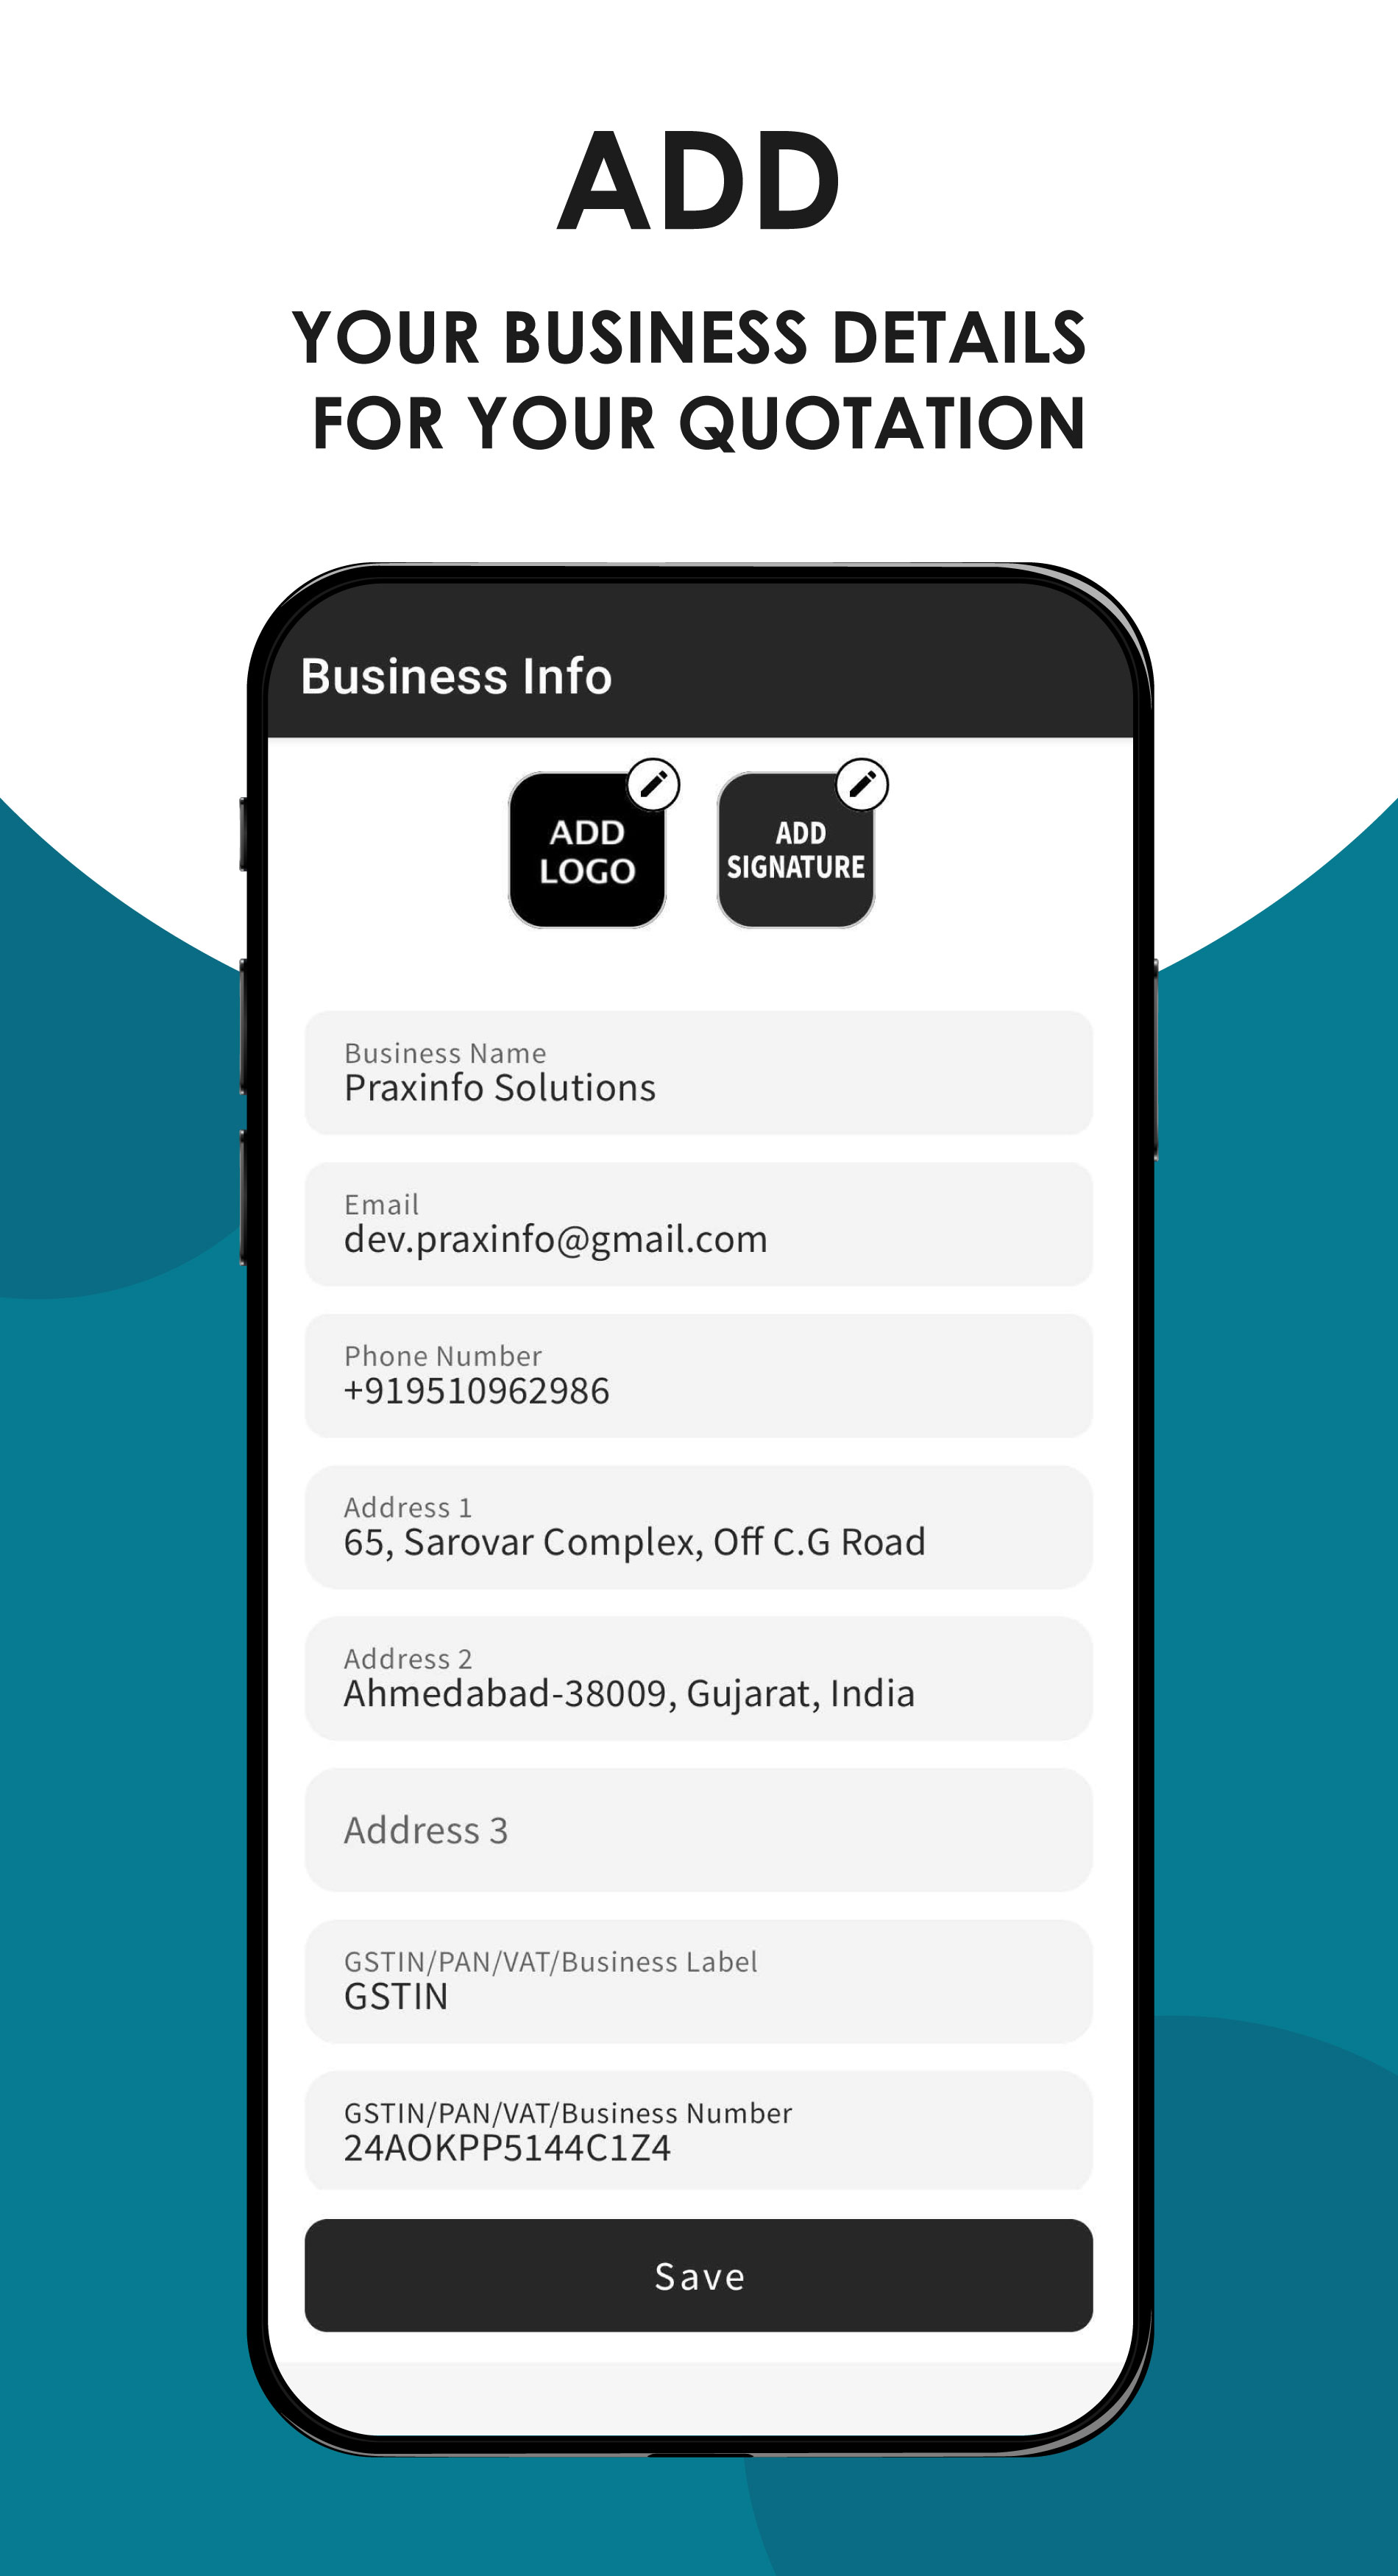 ADD
YOUR BUSINESS DETAILS
FOR YOUR QUOTATION
Business Info
ADD
LOGO
ADD
SIGNATURE
Business Name
Praxinfo Solutions
Email
dev.praxinfo@gmail.com
Phone Number
+919510962986
Address 1
65, Sarovar Complex, Off C.G Road
Address 2
Ahmedabad-38009, Gujarat, India
Address 3
GSTIN/PAN/VAT/Business Label
GSTIN
GSTIN/PAN/VAT/Business Number
24AOKPP5144C1Z4
Save